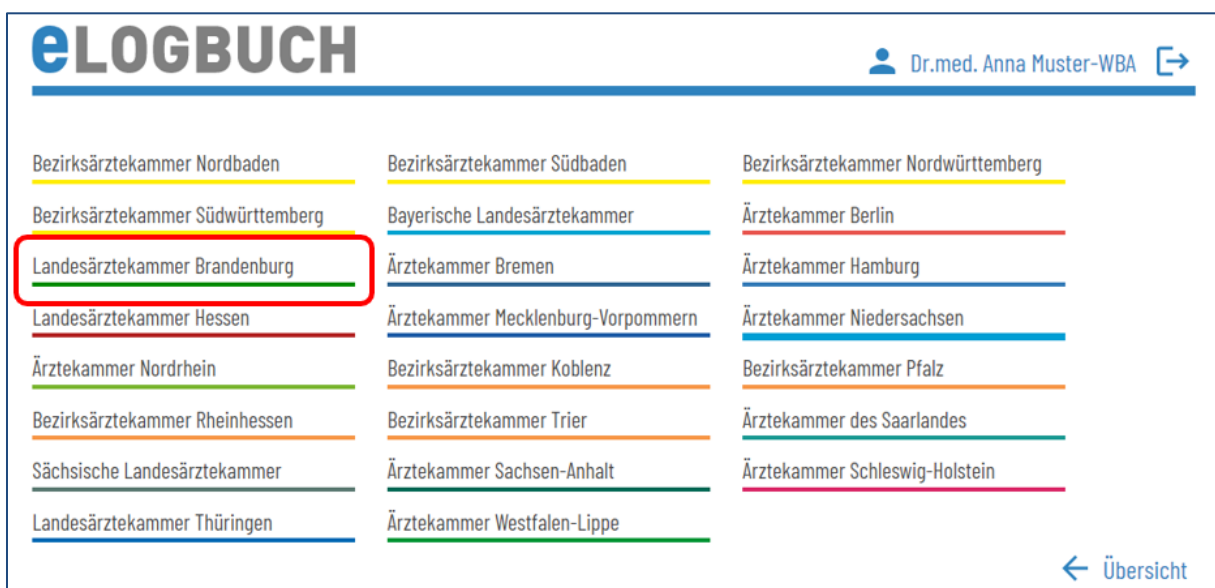 eLOGBUCH
Dr.med. Anna Muster-WBA
Bezirksärztekammer Nordbaden
Bezirksärztekammer Südbaden
Bezirksärztekammer Nordwürttemberg
Bezirksärztekammer Südwürttemberg
Bayerische Landesärztekammer
Ärztekammer Berlin
Landesärztekammer Brandenburg
Ärztekammer Bremen
Ärztekammer Hamburg
Landesärztekammer Hessen
Ärztekammer Mecklenburg-Vorpommern
Ärztekammer Niedersachsen
Ärztekammer Nordrhein
Bezirksärztekammer Koblenz
Bezirksärztekammer Pfalz
Bezirksärztekammer Rheinhessen
Bezirksärztekammer Trier
Ärztekammer des Saarlandes
Sächsische Landesärztekammer
Ärztekammer Sachsen-Anhalt
Ärztekammer Schleswig-Holstein
Landesärztekammer Thüringen
Ärztekammer Westfalen-Lippe
Übersicht